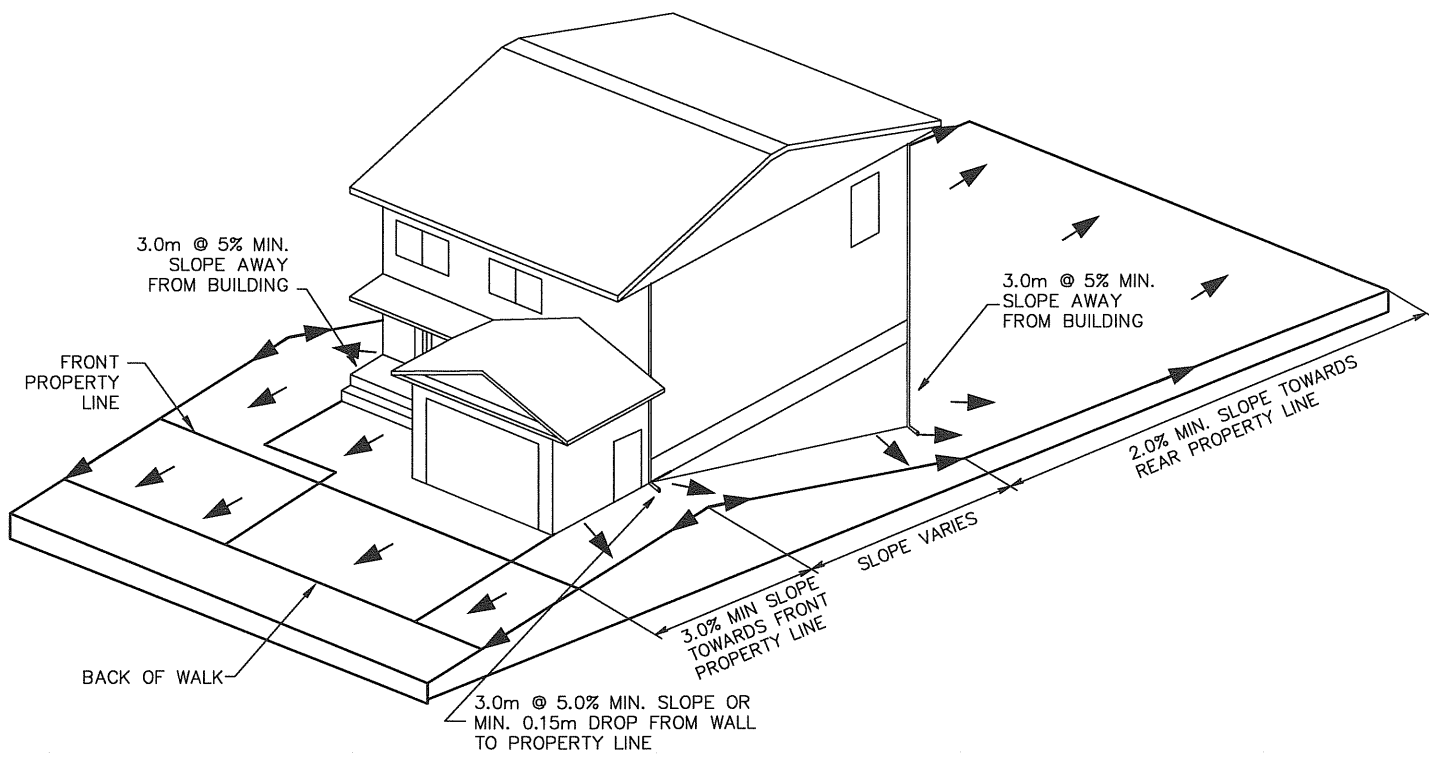 3.0m @ 5% MIN.
SLOPE AWAY
FROM BUILDING
FRONT
PROPERTY
LINE
3.0m @ 5% MIN.
SLOPE AWAY
FROM BUILDING
2.0% MIN. SLOPE TOWARDS
REAR PROPERTY LINE
SLOPE VARIES
3.0% MIN SLOPE
TOWARDS FRONT
PROPERTY LINE
BACK OF WALK
3.0m @ 5.0% MIN. SLOPE OR
MIN. 0.15m DROP FROM WALL
TO PROPERTY LINE